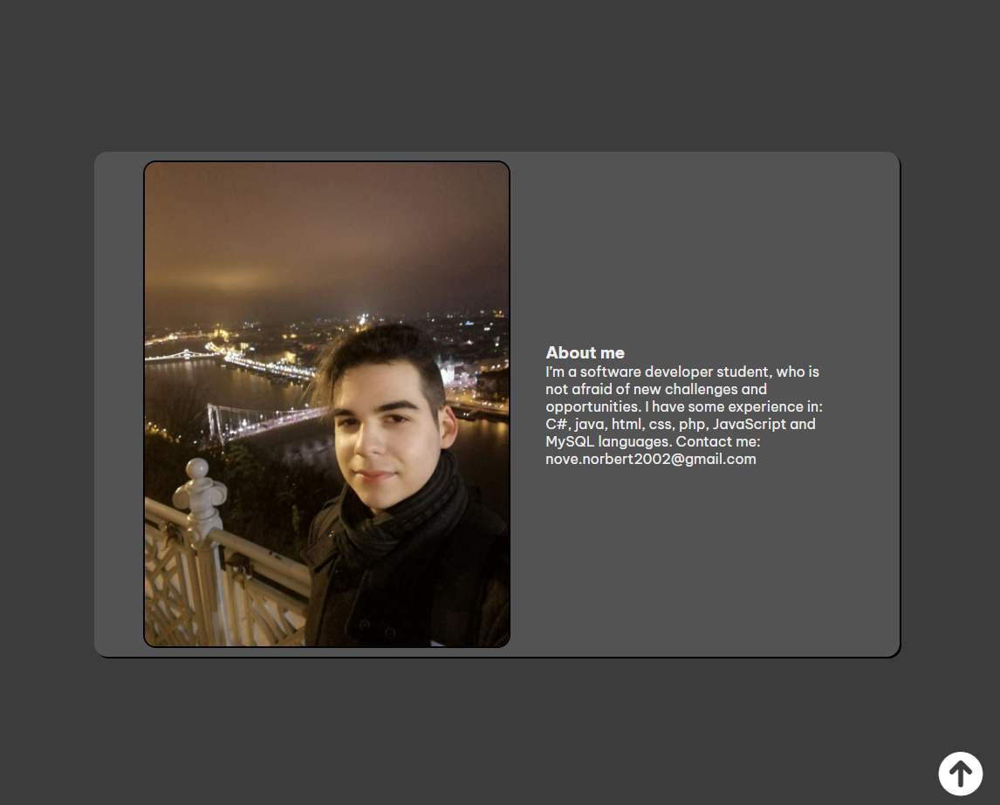 About me
I'm a software developer student, who is
not afraid of new challenges and
opportunities. I have some experience in:
C#, java, html, css, php, JavaScript and
MySQL languages. Contact me:
nove.norbert2002@gmail.com